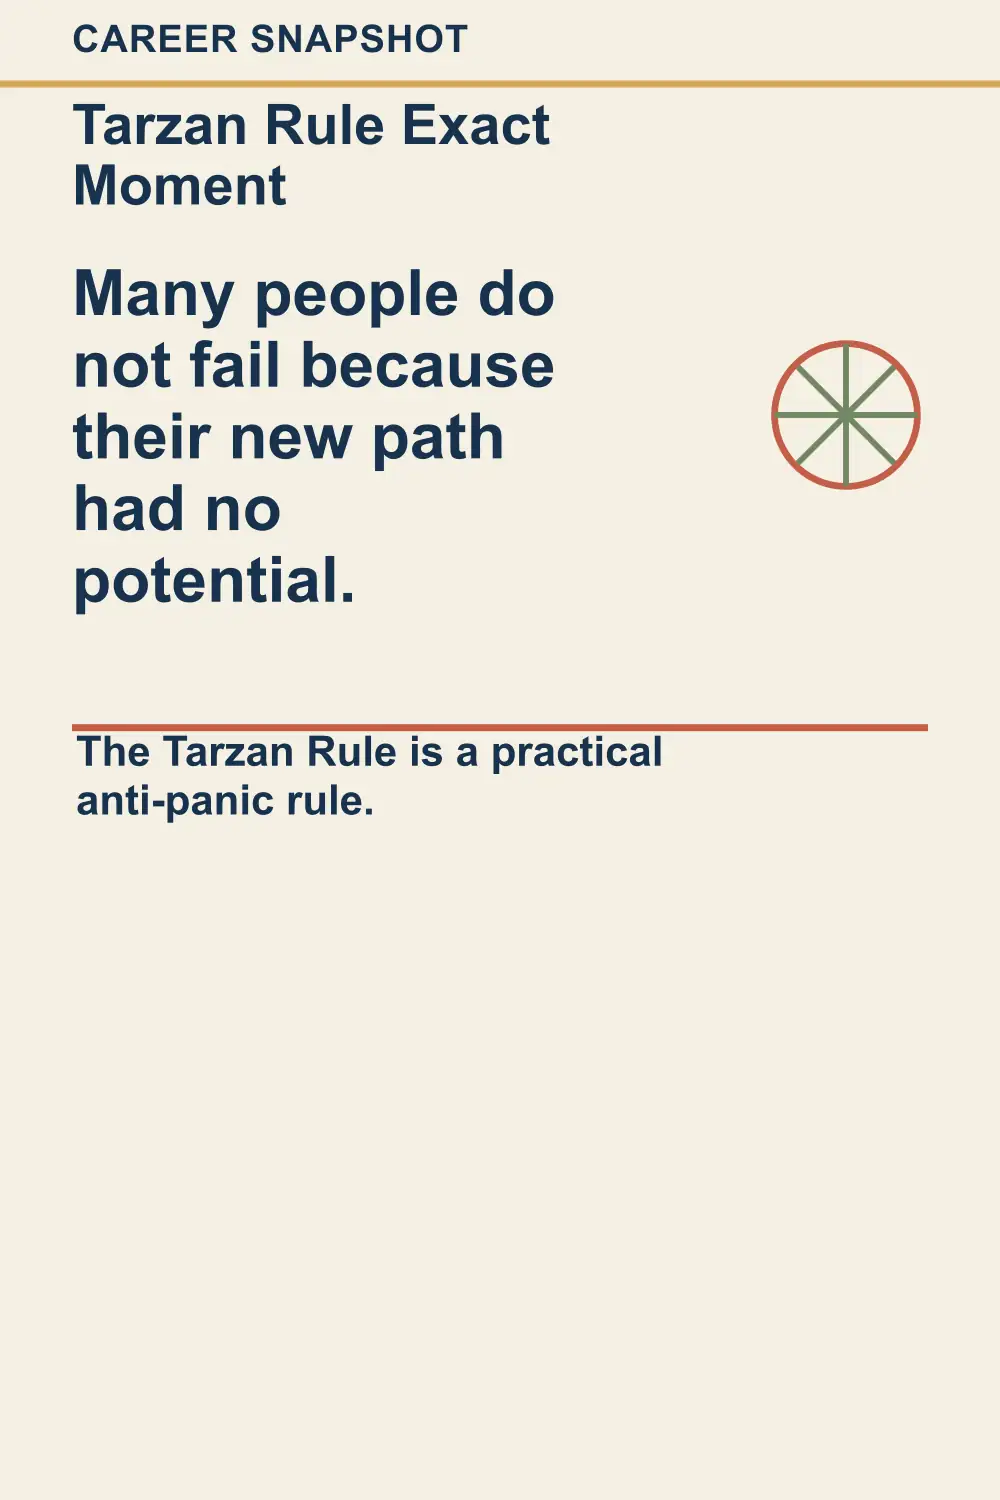 CAREER SNAPSHOT
Tarzan Rule Exact
Moment
Many people do
not fail because
their new path
had no
potential.
The Tarzan Rule is a practical
anti-panic rule.